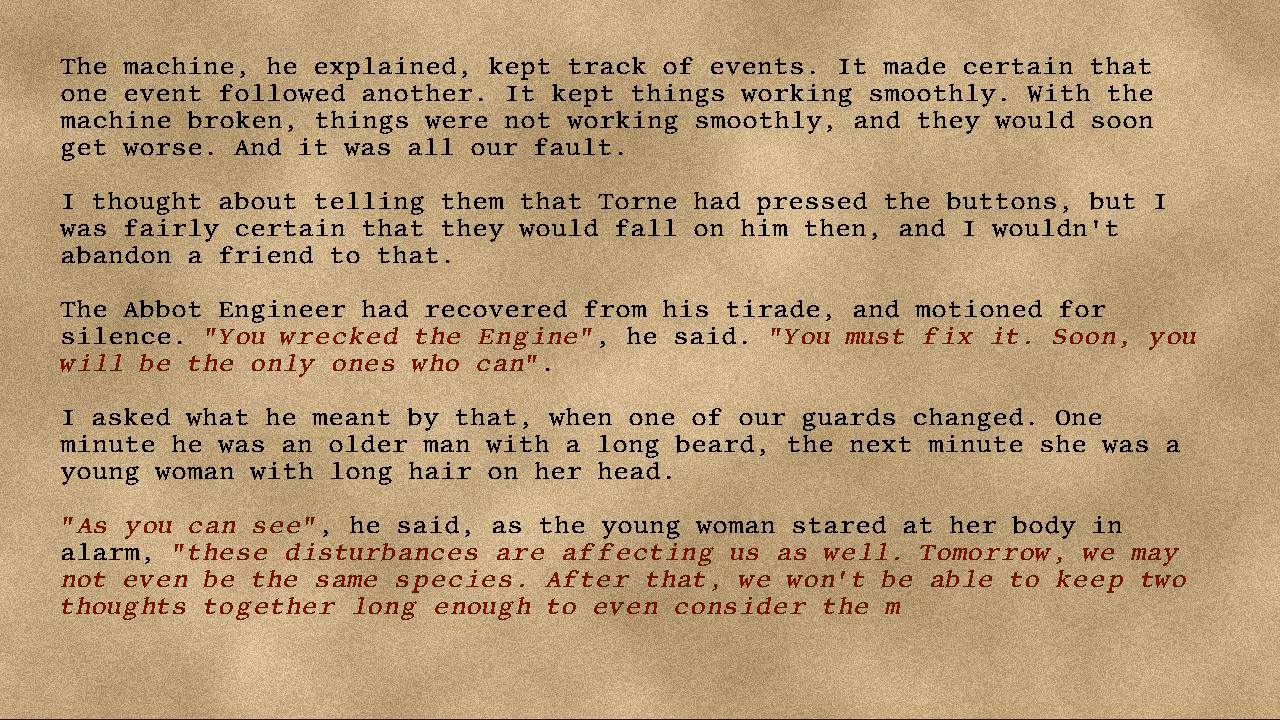 The machine, he explained, kept track of events. It made certain that
one event followed another. It kept things working smoothly. With the
machine broken, things were not working smoothly, and they would soon
get worse. And it was all our fault.
I thought about telling them that Torne had pressed the buttons, but I
was fairly certain that they would fall on him then, and I wouldn't
abandon a friend to that.
The Abbot Engineer had recovered from his tirade, and motioned for
silence. "You wrecked the Engine", he said. "You must fix it. Soon, you
will be the only ones who can".
I asked what he meant by that, when one of our guards changed. One
minute he was an older man with a long beard, the next minute she was a
young woman with long hair on her head.
"As you can see", he said, as the young woman stared at her body in
alarm, "these disturbances are affecting us as well. Tomorrow, we may
not even be the same species. After that, we won't be able to keep two
thoughts together long enough to even consider the m